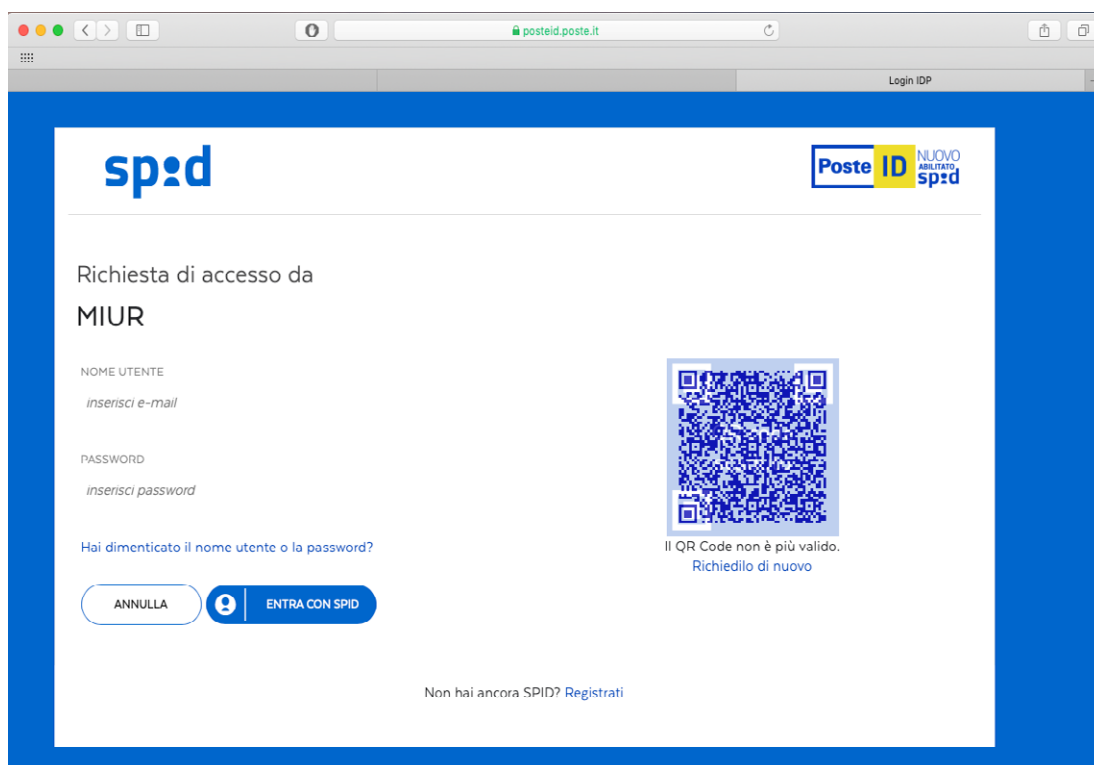 posteid.poste.it
Login IDP
spid
Poste ID NUOVO ABILITATO spid
Richiesta di accesso da
MIUR
NOME UTENTE
inserisci e-mail
PASSWORD
inserisci password
Hai dimenticato il nome utente o la password?
Il QR Code non è più valido.
Richiedilo di nuovo
ANNULLA
ENTRA CON SPID
Non hai ancora SPID? Registrati